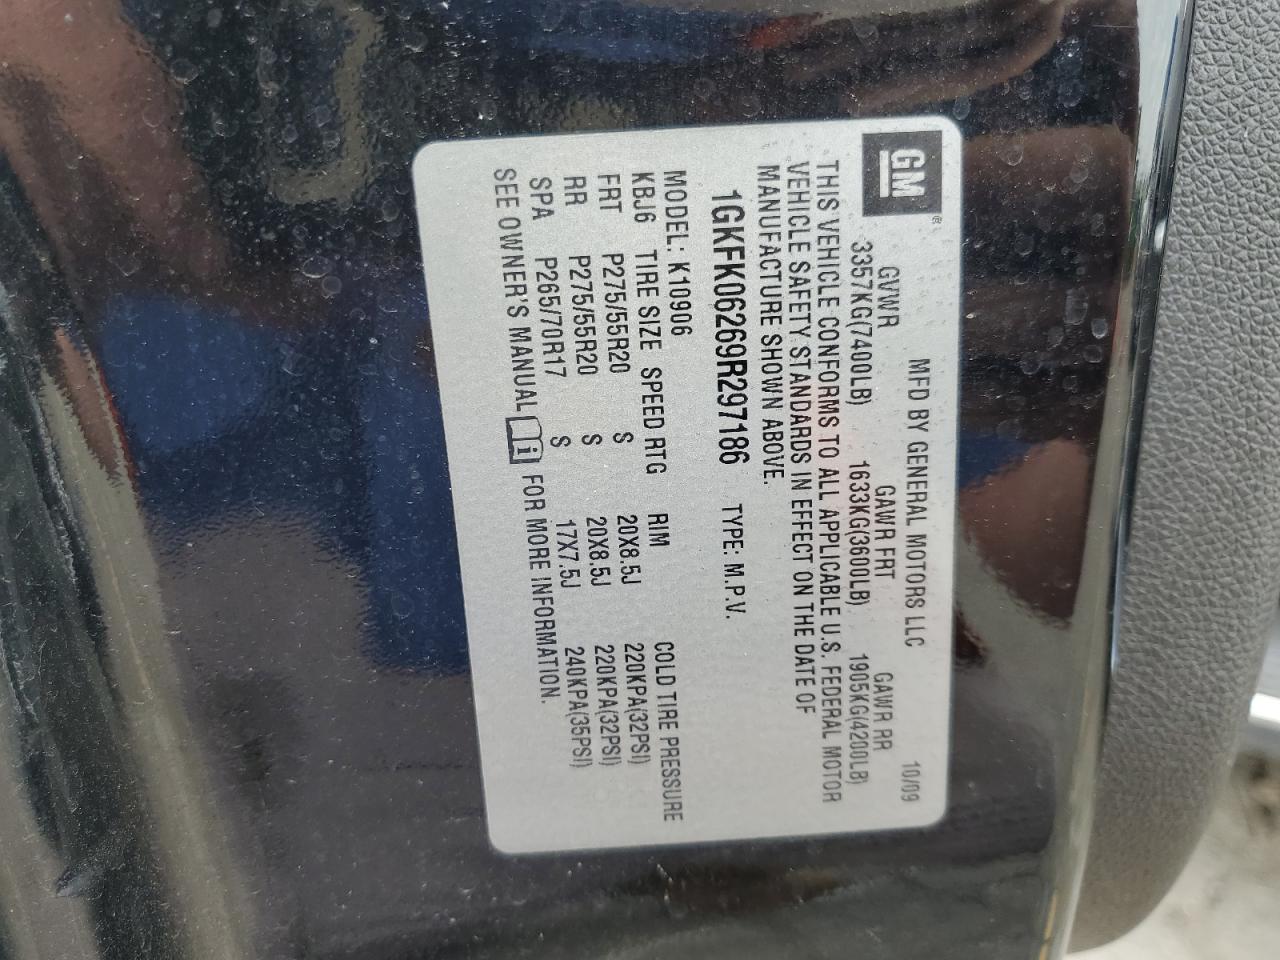 GM®
MFD BY GENERAL MOTORS LLC 10/09
GVWR GAWR FRT GAWR RR
3357KG(7400LB) 1633KG(3600LB) 1905KG(4200LB)
THIS VEHICLE CONFORMS TO ALL APPLICABLE U.S. FEDERAL MOTOR
VEHICLE SAFETY STANDARDS IN EFFECT ON THE DATE OF
MANUFACTURE SHOWN ABOVE.
1GKFK06269R297186 TYPE: M.P.V.
MODEL: K10906
KBJ6 TIRE SIZE SPEED RTG RIM COLD TIRE PRESSURE
FRT P275/55R20 S 20X8.5J 220KPA(32PSI)
RR P275/55R20 S 20X8.5J 220KPA(32PSI)
SPA P265/70R17 S 17X7.5J 240KPA(35PSI)
SEE OWNER'S MANUAL i FOR MORE INFORMATION.